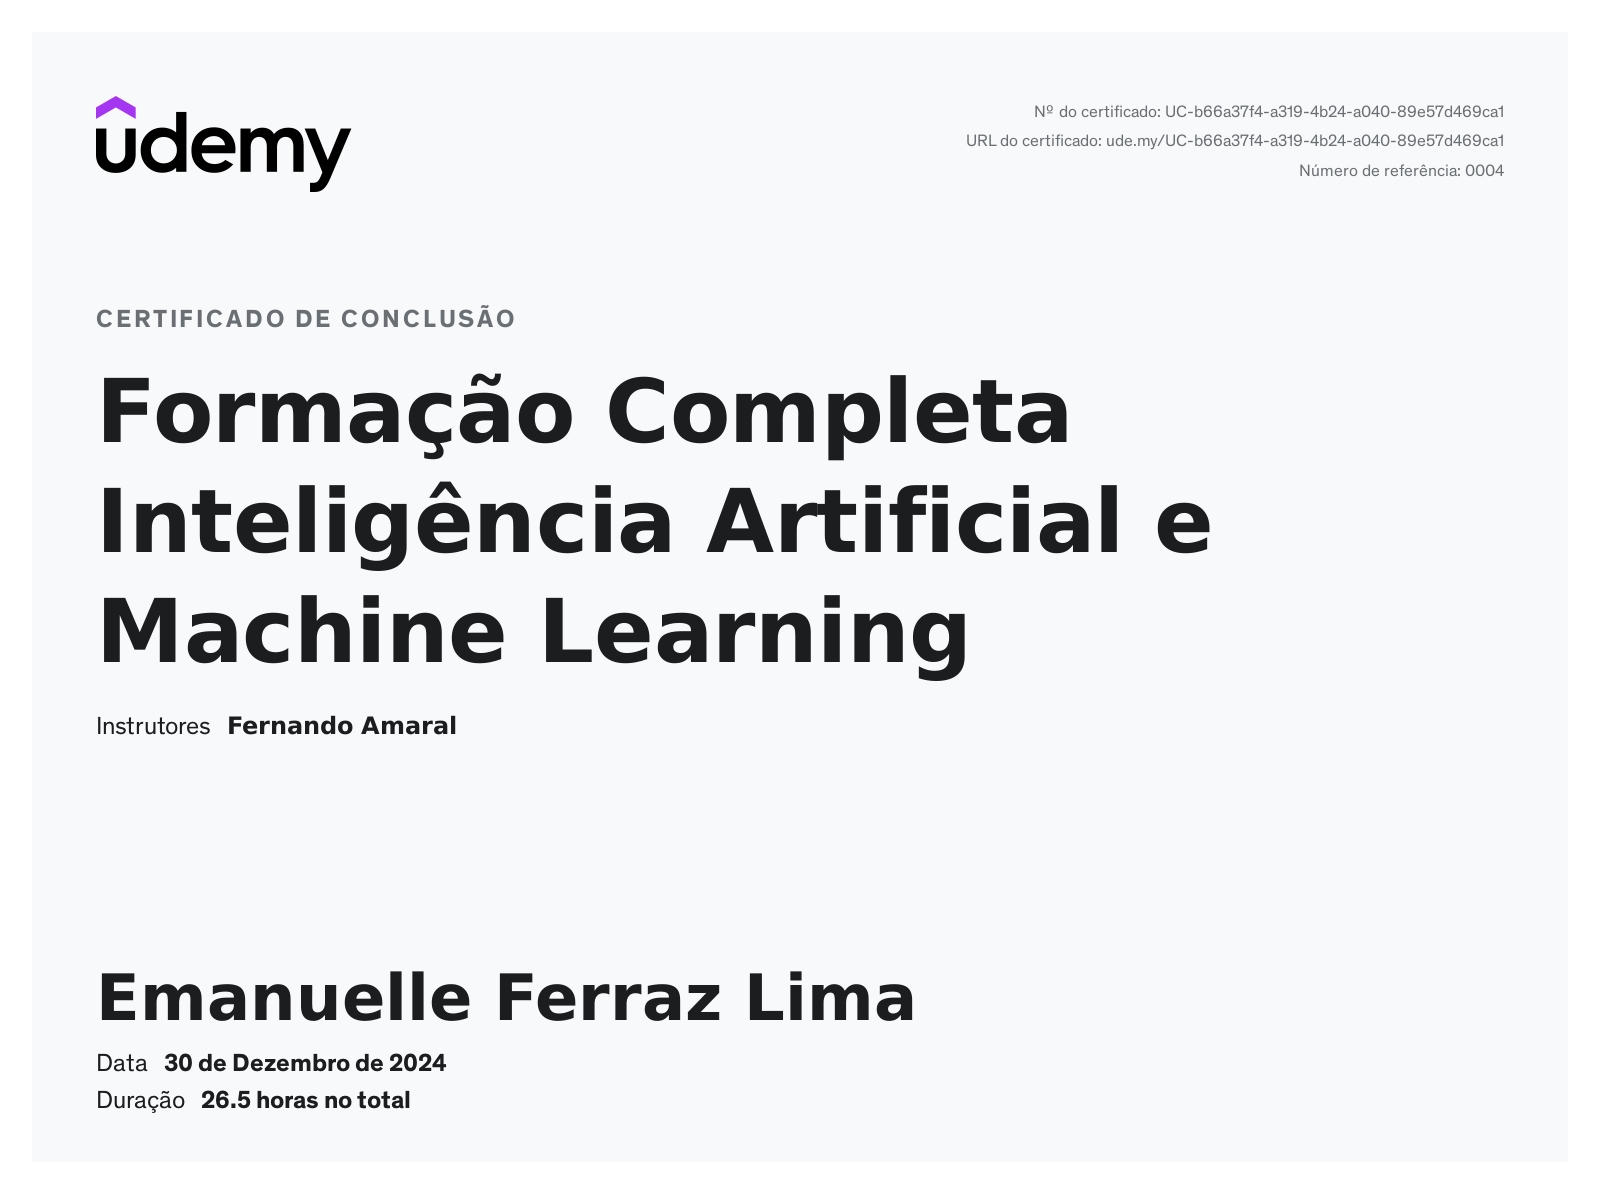 udemy
Nº do certificado: UC-b66a37f4-a319-4b24-a040-89e57d469ca1
URL do certificado: ude.my/UC-b66a37f4-a319-4b24-a040-89e57d469ca1
Número de referência: 0004
CERTIFICADO DE CONCLUSÃO
Formação Completa
Inteligência Artificial e
Machine Learning
Instrutores Fernando Amaral
Emanuelle Ferraz Lima
Data 30 de Dezembro de 2024
Duração 26.5 horas no total